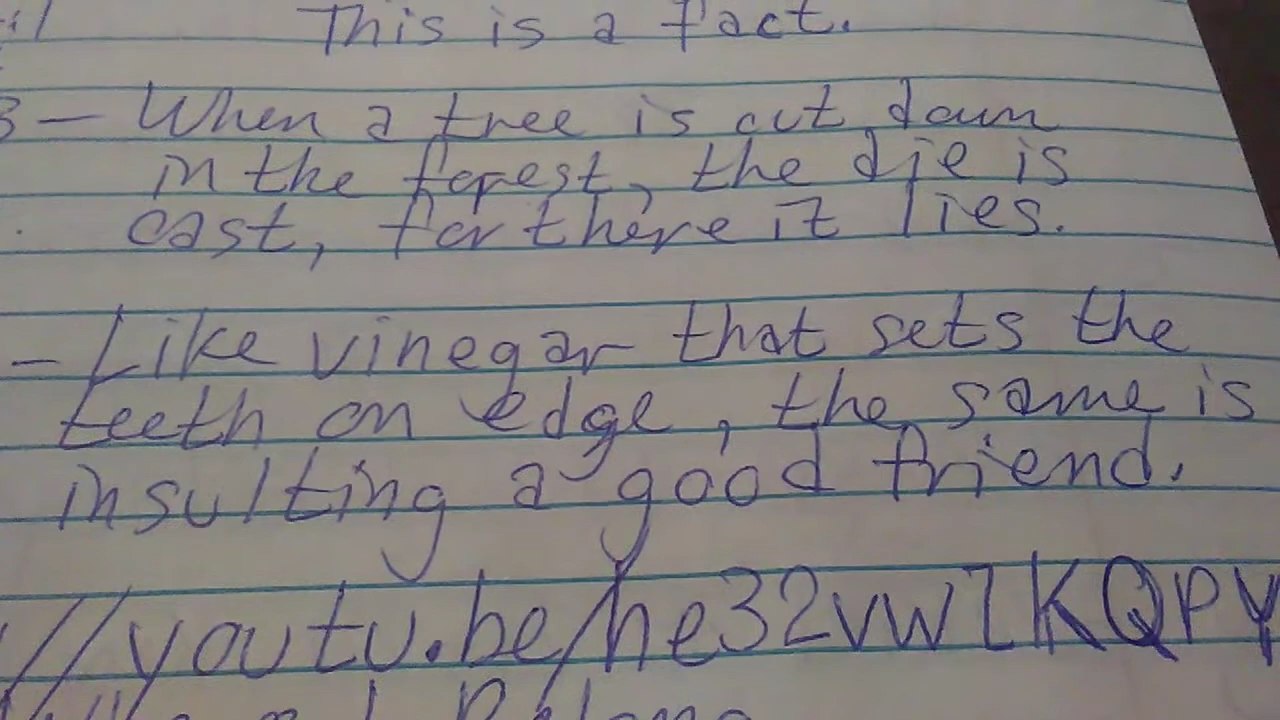 This is a fact.
3 - When a tree is cut down
in the forest, the die is
cast, for there it lies.
- Like vinegar that sets the
teeth on edge, the same is
insulting a good friend.
//youtu.be/he32vwlKQPY